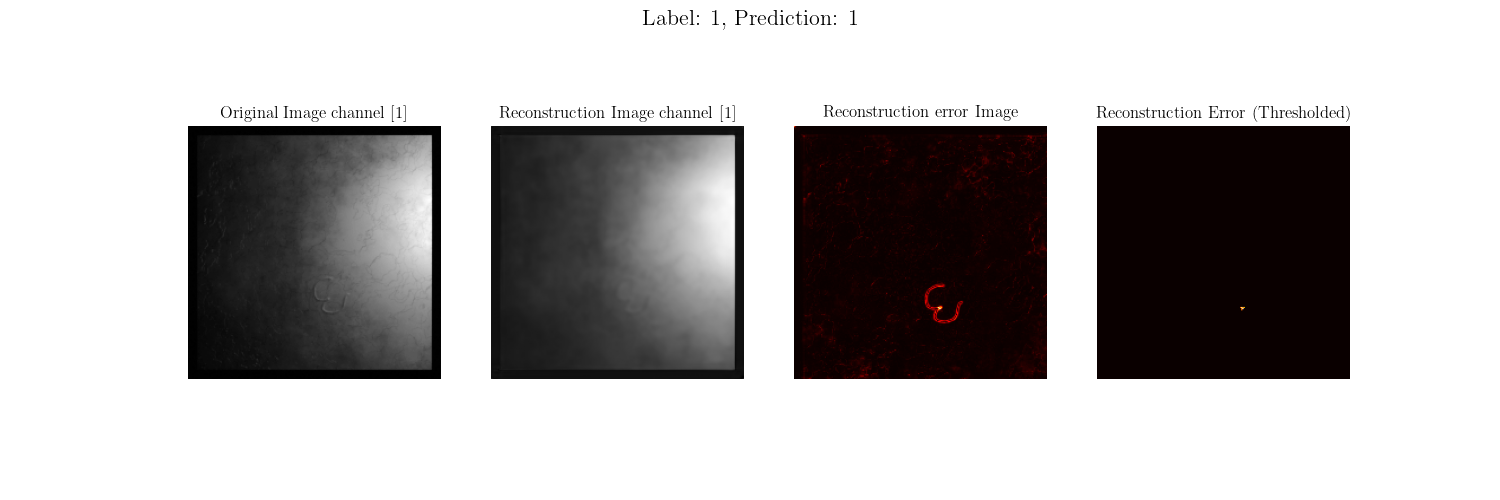 Label: 1, Prediction: 1
Original Image channel [1]
Reconstruction Image channel [1]
Reconstruction error Image
Reconstruction Error (Thresholded)